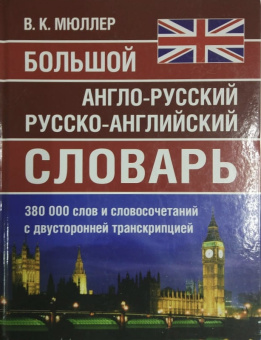 В. К. МЮЛЛЕР
БОЛЬШОЙ
АНГЛО-РУССКИЙ
РУССКО-АНГЛИЙСКИЙ
СЛОВАРЬ
380 000 слов и словосочетаний
с двусторонней транскрипцией